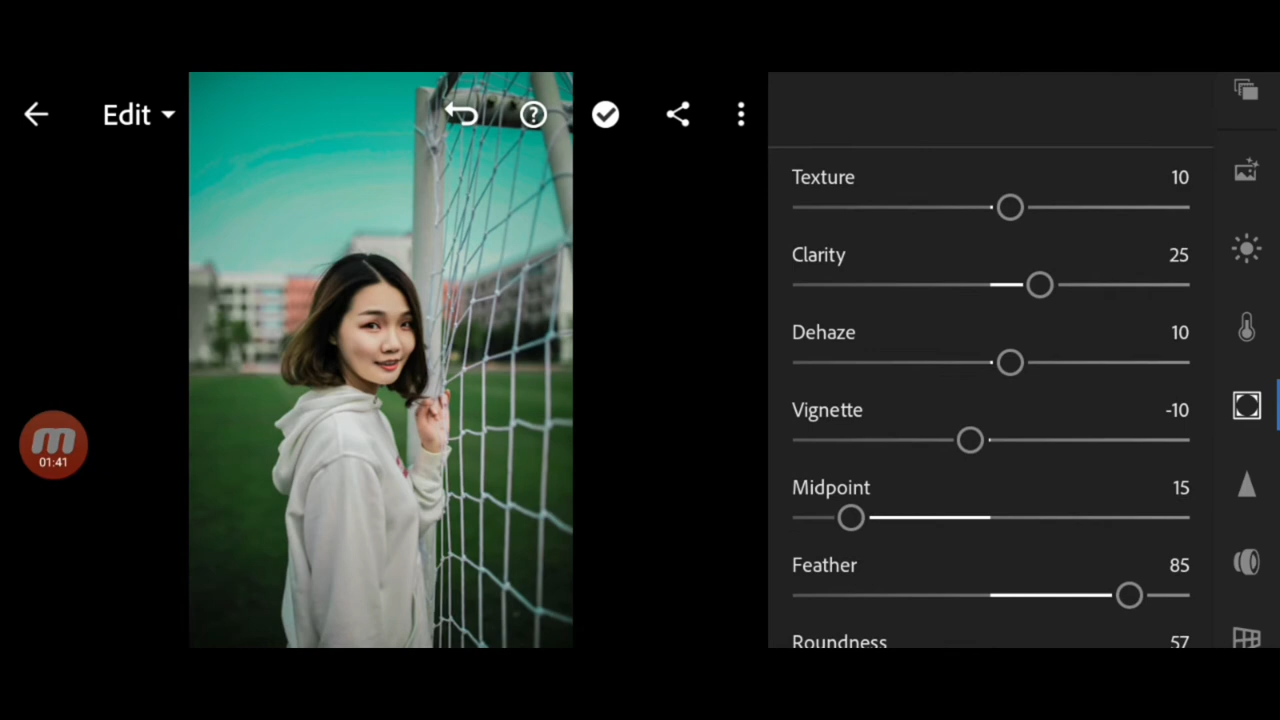 Edit
Texture 10
Clarity 25
Dehaze 10
Vignette -10
Midpoint 15
Feather 85
Roundness 57
01:41